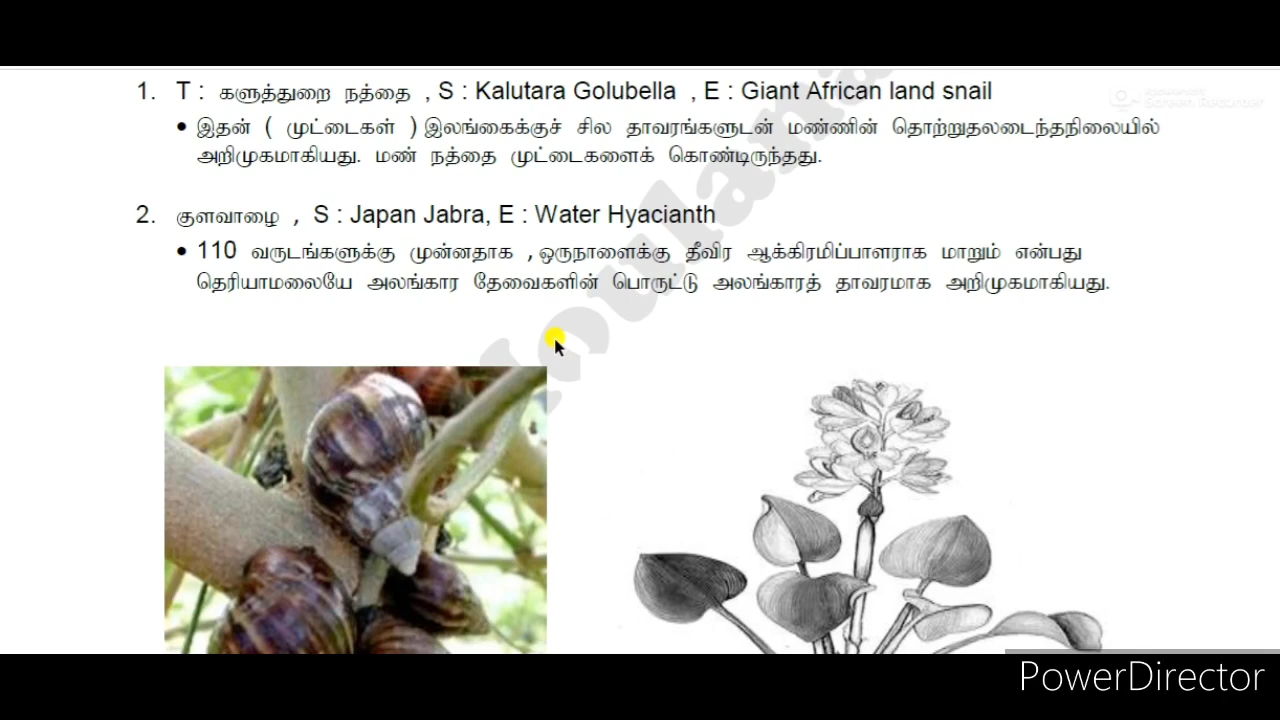 1. T : களுத்துறை நத்தை , S : Kalutara Golubella , E : Giant African land snail
• இதன் ( முட்டைகள் ) இலங்கைக்குச் சில தாவரங்களுடன் மண்ணின் தொற்றுதலடைந்தநிலையில்
அறிமுகமாகியது. மண் நத்தை முட்டைகளைக் கொண்டிருந்தது.
2. குளவாழை , S : Japan Jabra, E : Water Hyacianth
• 110 வருடங்களுக்கு முன்னதாக , ஒருநாளைக்கு தீவிர ஆக்கிரமிப்பாளராக மாறும் என்பது
தெரியாமலையே அலங்கார தேவைகளின் பொருட்டு அலங்காரத் தாவரமாக அறிமுகமாகியது.
PowerDirector